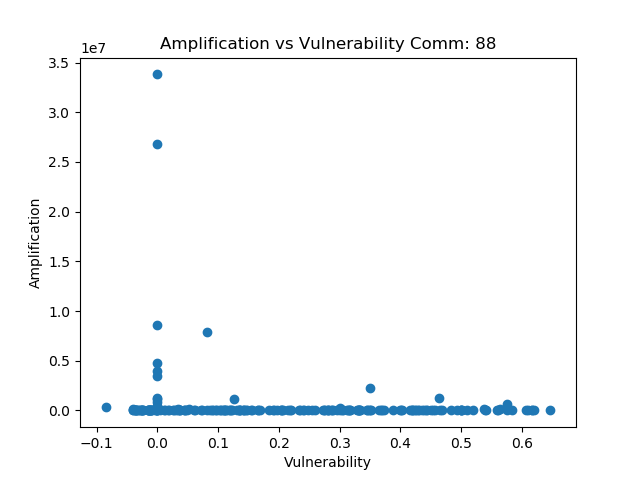 Amplification vs Vulnerability Comm: 88
1e7
3.5
3.0
2.5
2.0
1.5
1.0
0.5
0.0
Amplification
−0.1 0.0 0.1 0.2 0.3 0.4 0.5 0.6
Vulnerability